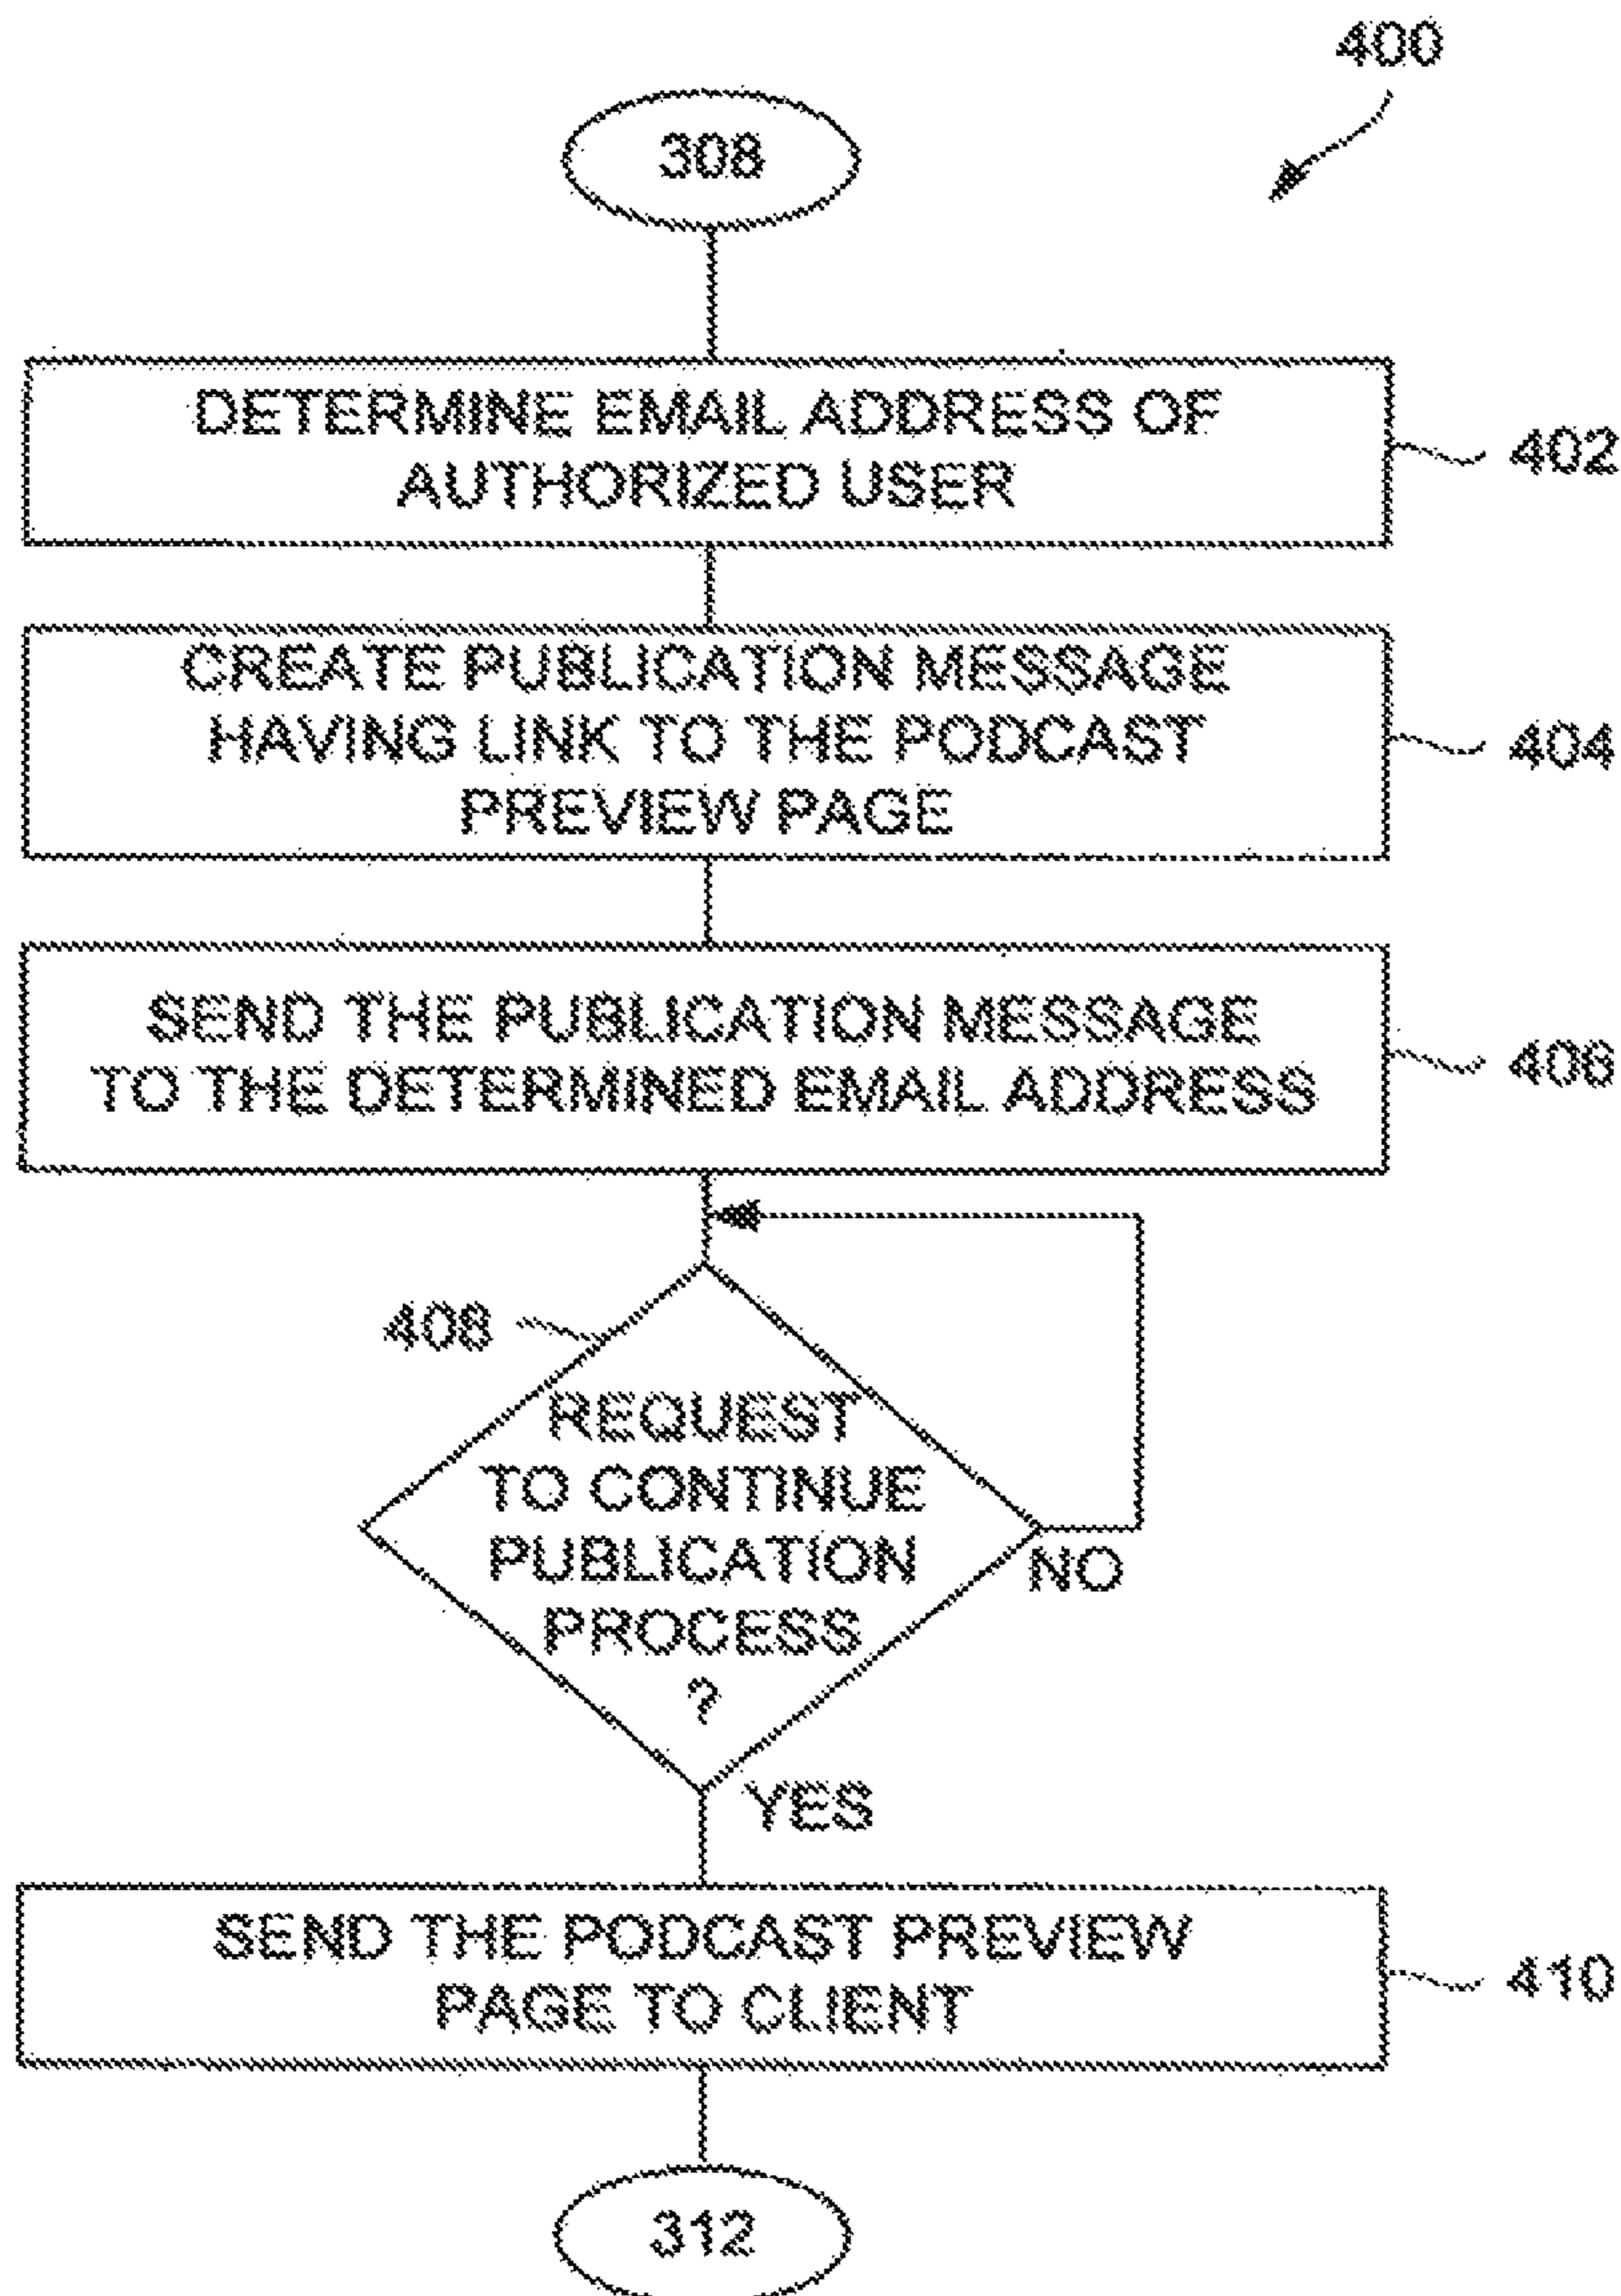 400
308
DETERMINE EMAIL ADDRESS OF
AUTHORIZED USER
402
CREATE PUBLICATION MESSAGE
HAVING LINK TO THE PODCAST
PREVIEW PAGE
404
SEND THE PUBLICATION MESSAGE
TO THE DETERMINED EMAIL ADDRESS
406
408
REQUEST
TO CONTINUE
PUBLICATION
PROCESS
?
NO
YES
SEND THE PODCAST PREVIEW
PAGE TO CLIENT
410
312